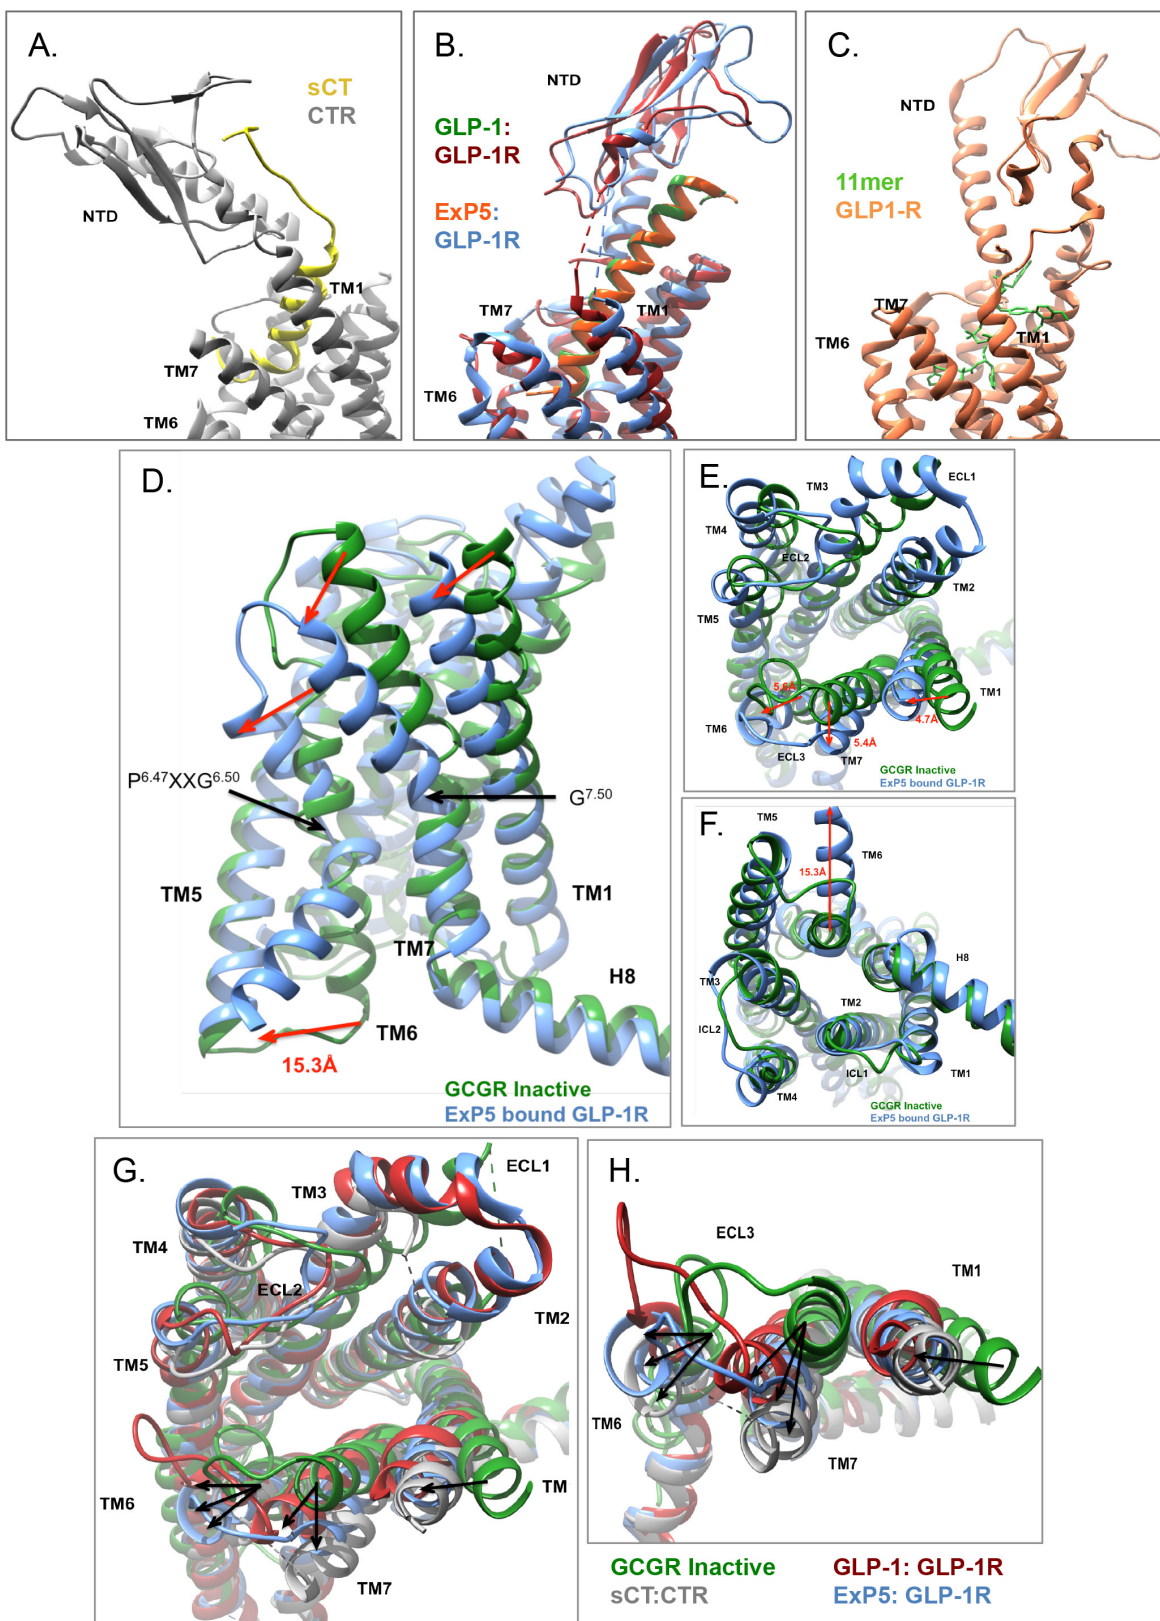 A.
sCT
CTR
NTD
TM1
TM7
TM6
B.
NTD
GLP-1:
GLP-1R
ExP5:
GLP-1R
TM7
TM1
TM6
C.
NTD
11mer
GLP1-R
TM7
TM6
TM1
D.
P6.47XXG6.50
G7.50
TM5
TM1
TM7
H8
TM6
15.3Å
GCGR Inactive
ExP5 bound GLP-1R
E.
TM3
ECL1
TM4
ECL2
TM2
TM5
5.6Å
TM1
TM6
4.7Å
5.4Å
ECL3
TM7
GCGR Inactive
ExP5 bound GLP-1R
F.
TM5
TM6
15.3Å
H8
TM3
TM2
ICL2
ICL1
TM1
TM4
GCGR Inactive
ExP5 bound GLP-1R
G.
ECL1
TM3
TM4
ECL2
TM2
TM5
TM6
TM
TM7
H.
ECL3
TM1
TM6
TM7
GCGR Inactive
GLP-1: GLP-1R
sCT:CTR
ExP5: GLP-1R